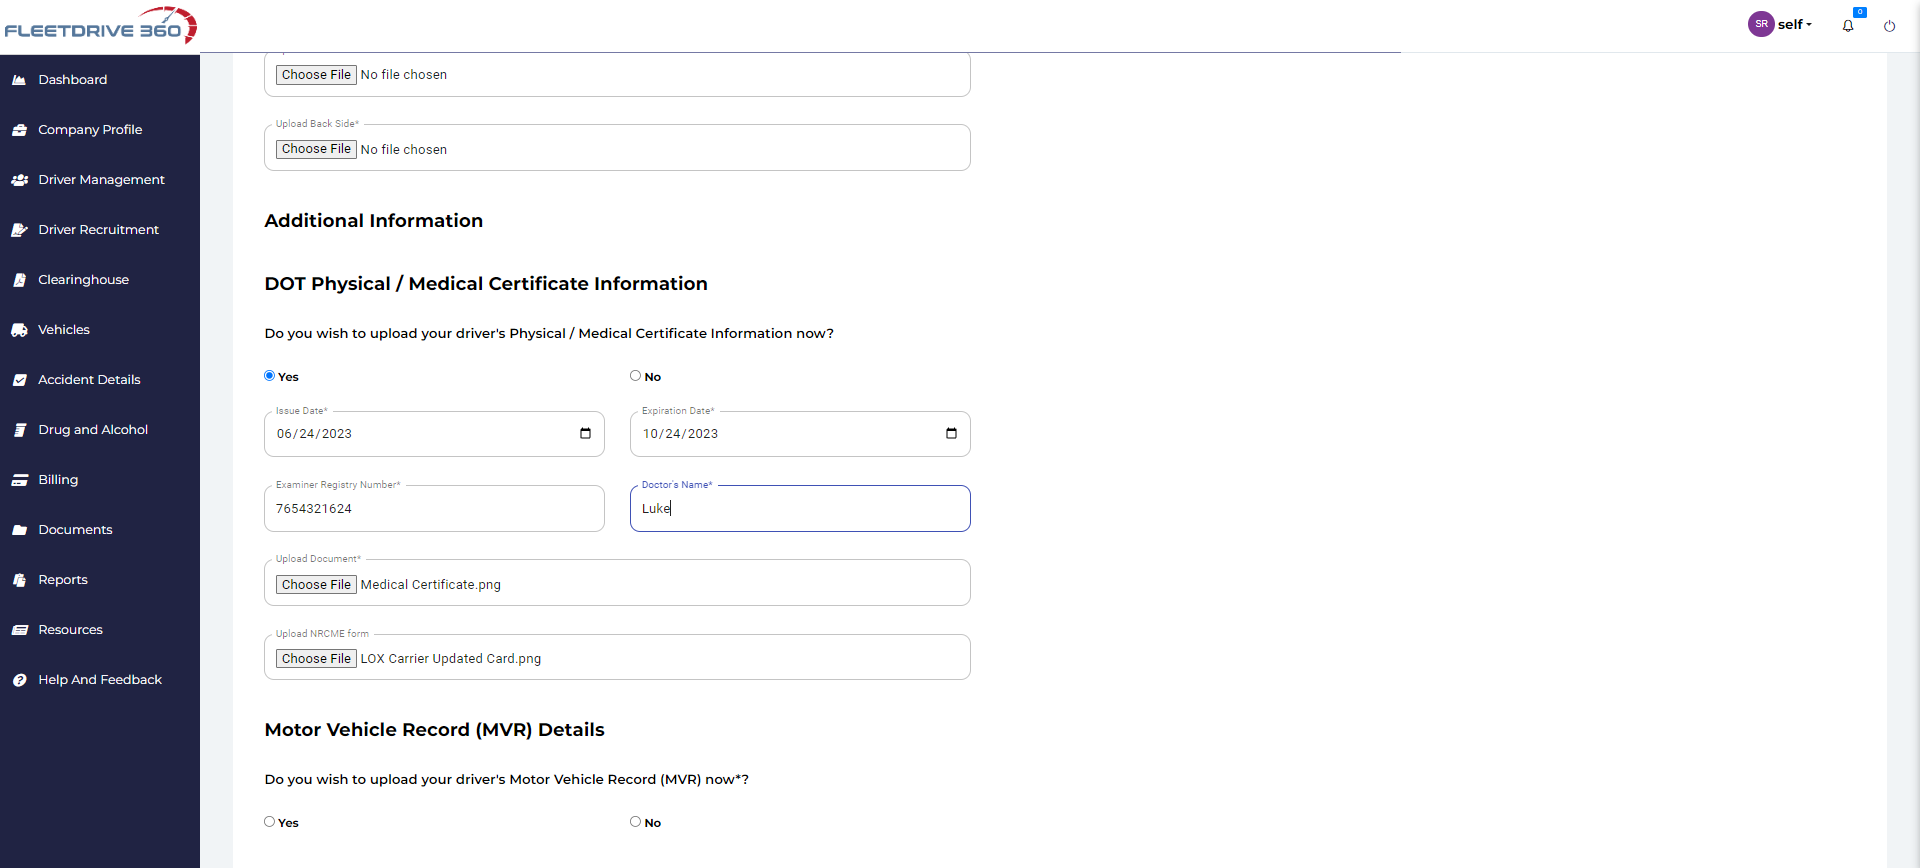 FLEETDRIVE 360
SR self
0
Dashboard
Company Profile
Driver Management
Driver Recruitment
Clearinghouse
Vehicles
Accident Details
Drug and Alcohol
Billing
Documents
Reports
Resources
Help And Feedback
Choose File No file chosen
Upload Back Side*
Choose File No file chosen
Additional Information
DOT Physical / Medical Certificate Information
Do you wish to upload your driver's Physical / Medical Certificate Information now?
Yes No
Issue Date* Expiration Date*
06/24/2023 10/24/2023
Examiner Registry Number* Doctor's Name*
7654321624 Luke
Upload Document*
Choose File Medical Certificate.png
Upload NRCME form
Choose File LOX Carrier Updated Card.png
Motor Vehicle Record (MVR) Details
Do you wish to upload your driver's Motor Vehicle Record (MVR) now*?
Yes No